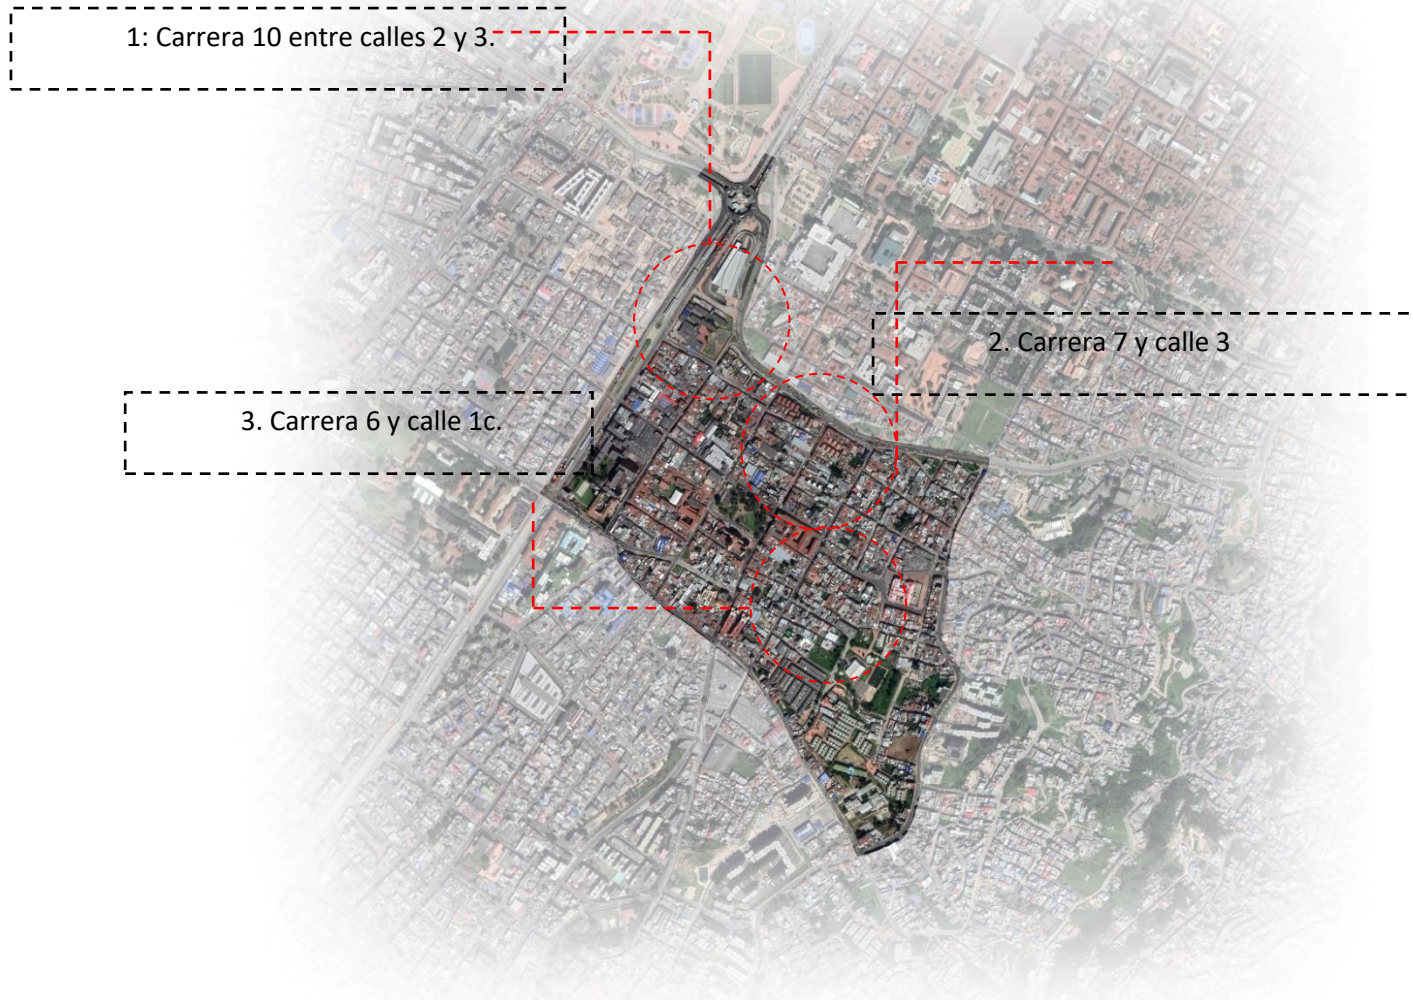 1: Carrera 10 entre calles 2 y 3.
2. Carrera 7 y calle 3
3. Carrera 6 y calle 1c.